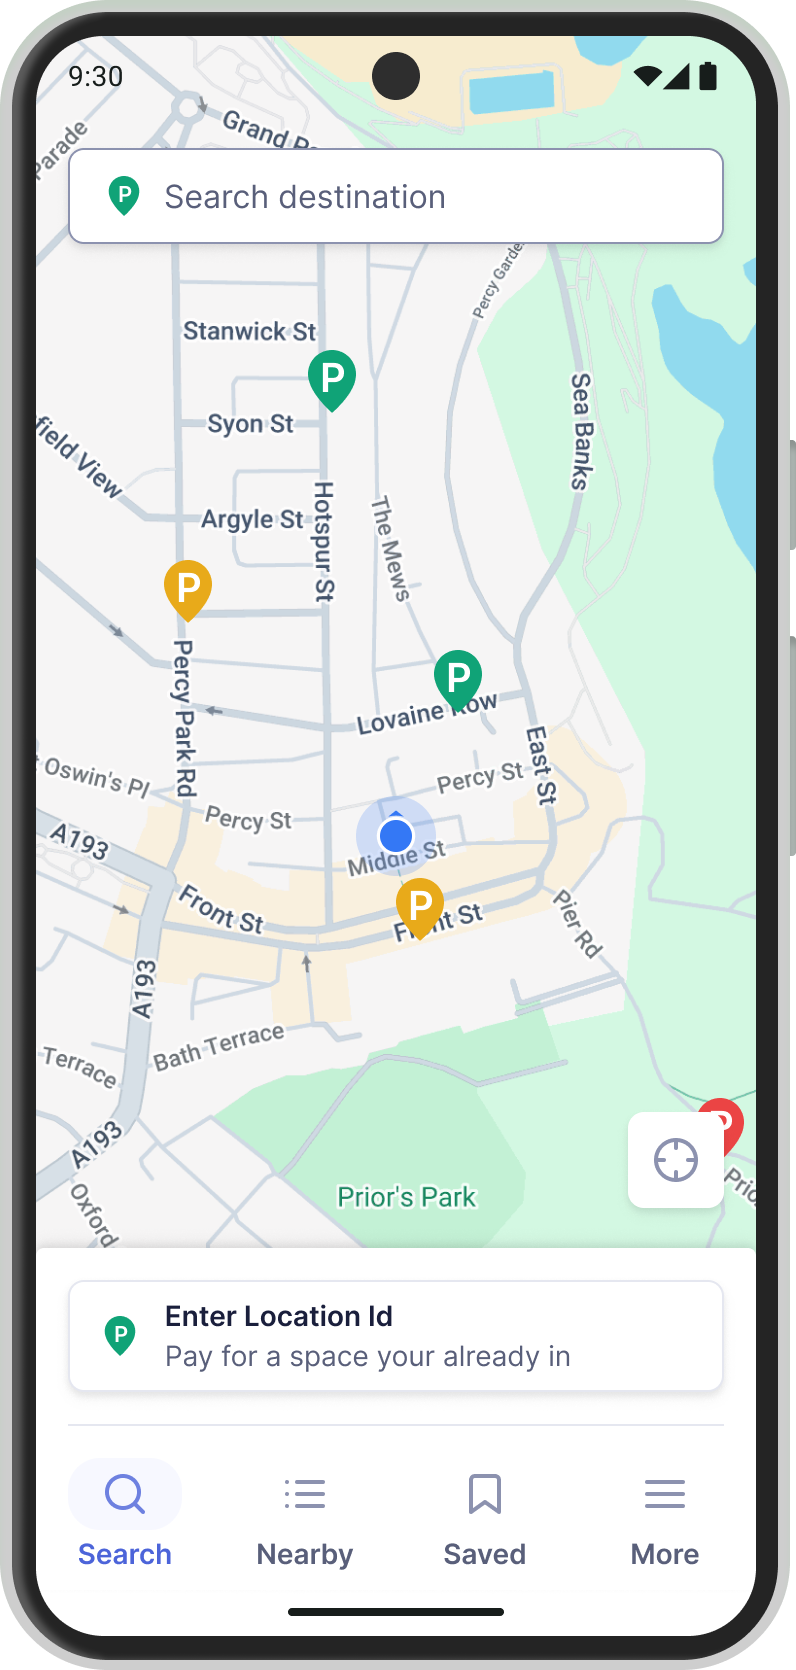 9:30
Grand P
Parade
P Search destination
Percy Garde
Stanwick St
P
Sea Banks
Syon St
field View
Hotspur St
The Mews
Argyle St
P
Percy Park Rd
P
Lovaine Row
East St
t Oswin's Pl
Percy St
Percy St
A193
Middle St
P
Front St
Front St
Pier Rd
A193
Bath Terrace
Terrace
P
A193
Prio
Oxford
Prior's Park
P Enter Location Id
Pay for a space your already in
Search
Nearby
Saved
More